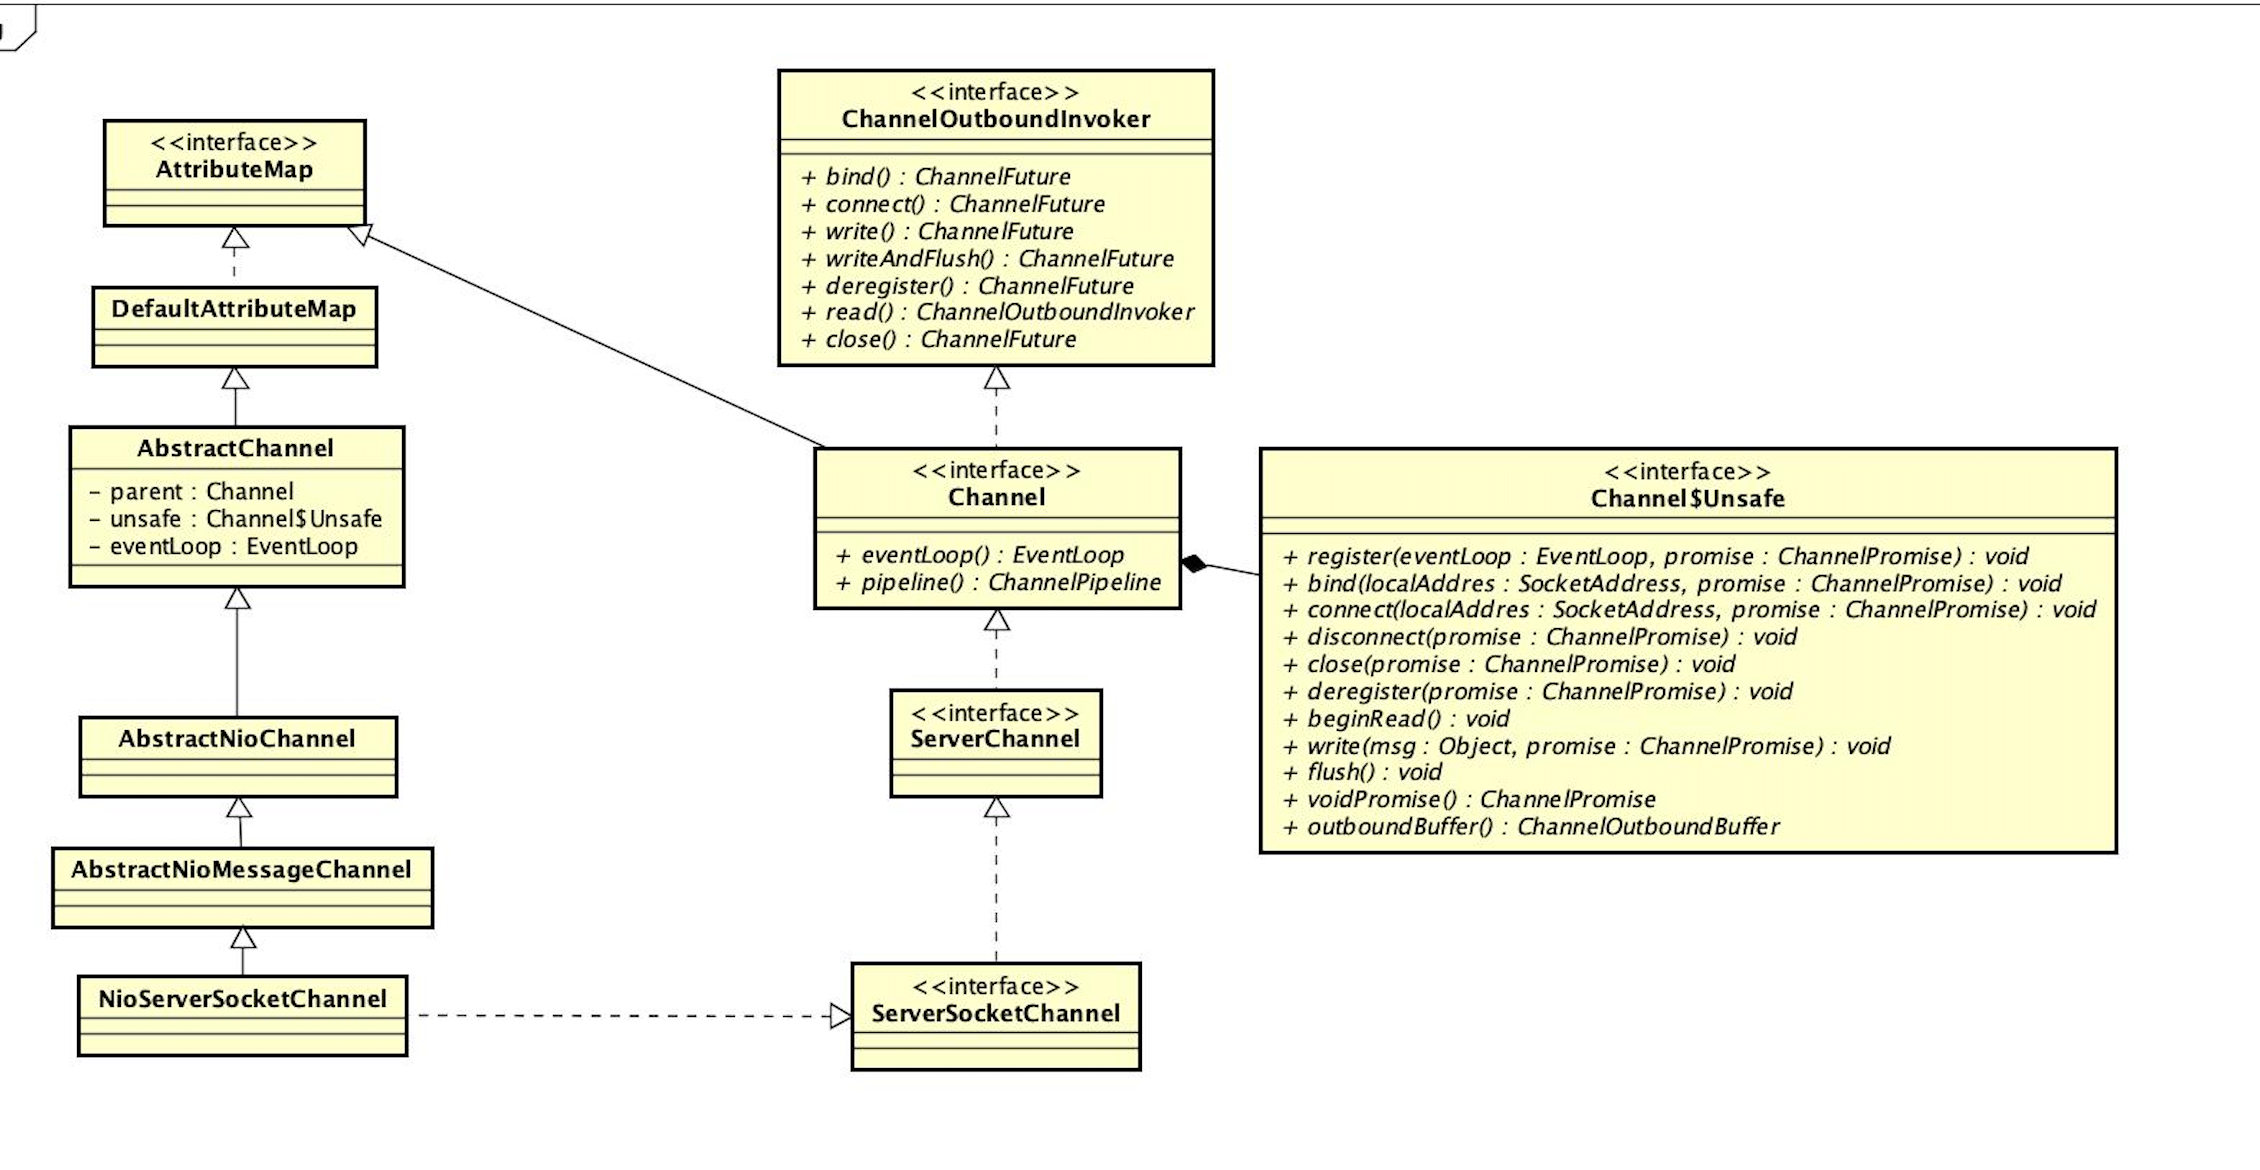 <<interface>>
AttributeMap
DefaultAttributeMap
AbstractChannel
– parent : Channel
– unsafe : Channel$Unsafe
– eventLoop : EventLoop
AbstractNioChannel
AbstractNioMessageChannel
NioServerSocketChannel
<<interface>>
ChannelOutboundInvoker
+ bind() : ChannelFuture
+ connect() : ChannelFuture
+ write() : ChannelFuture
+ writeAndFlush() : ChannelFuture
+ deregister() : ChannelFuture
+ read() : ChannelOutboundInvoker
+ close() : ChannelFuture
<<interface>>
Channel
+ eventLoop() : EventLoop
+ pipeline() : ChannelPipeline
<<interface>>
ServerChannel
<<interface>>
ServerSocketChannel
<<interface>>
Channel$Unsafe
+ register(eventLoop : EventLoop, promise : ChannelPromise) : void
+ bind(localAddres : SocketAddress, promise : ChannelPromise) : void
+ connect(localAddres : SocketAddress, promise : ChannelPromise) : void
+ disconnect(promise : ChannelPromise) : void
+ close(promise : ChannelPromise) : void
+ deregister(promise : ChannelPromise) : void
+ beginRead() : void
+ write(msg : Object, promise : ChannelPromise) : void
+ flush() : void
+ voidPromise() : ChannelPromise
+ outboundBuffer() : ChannelOutboundBuffer